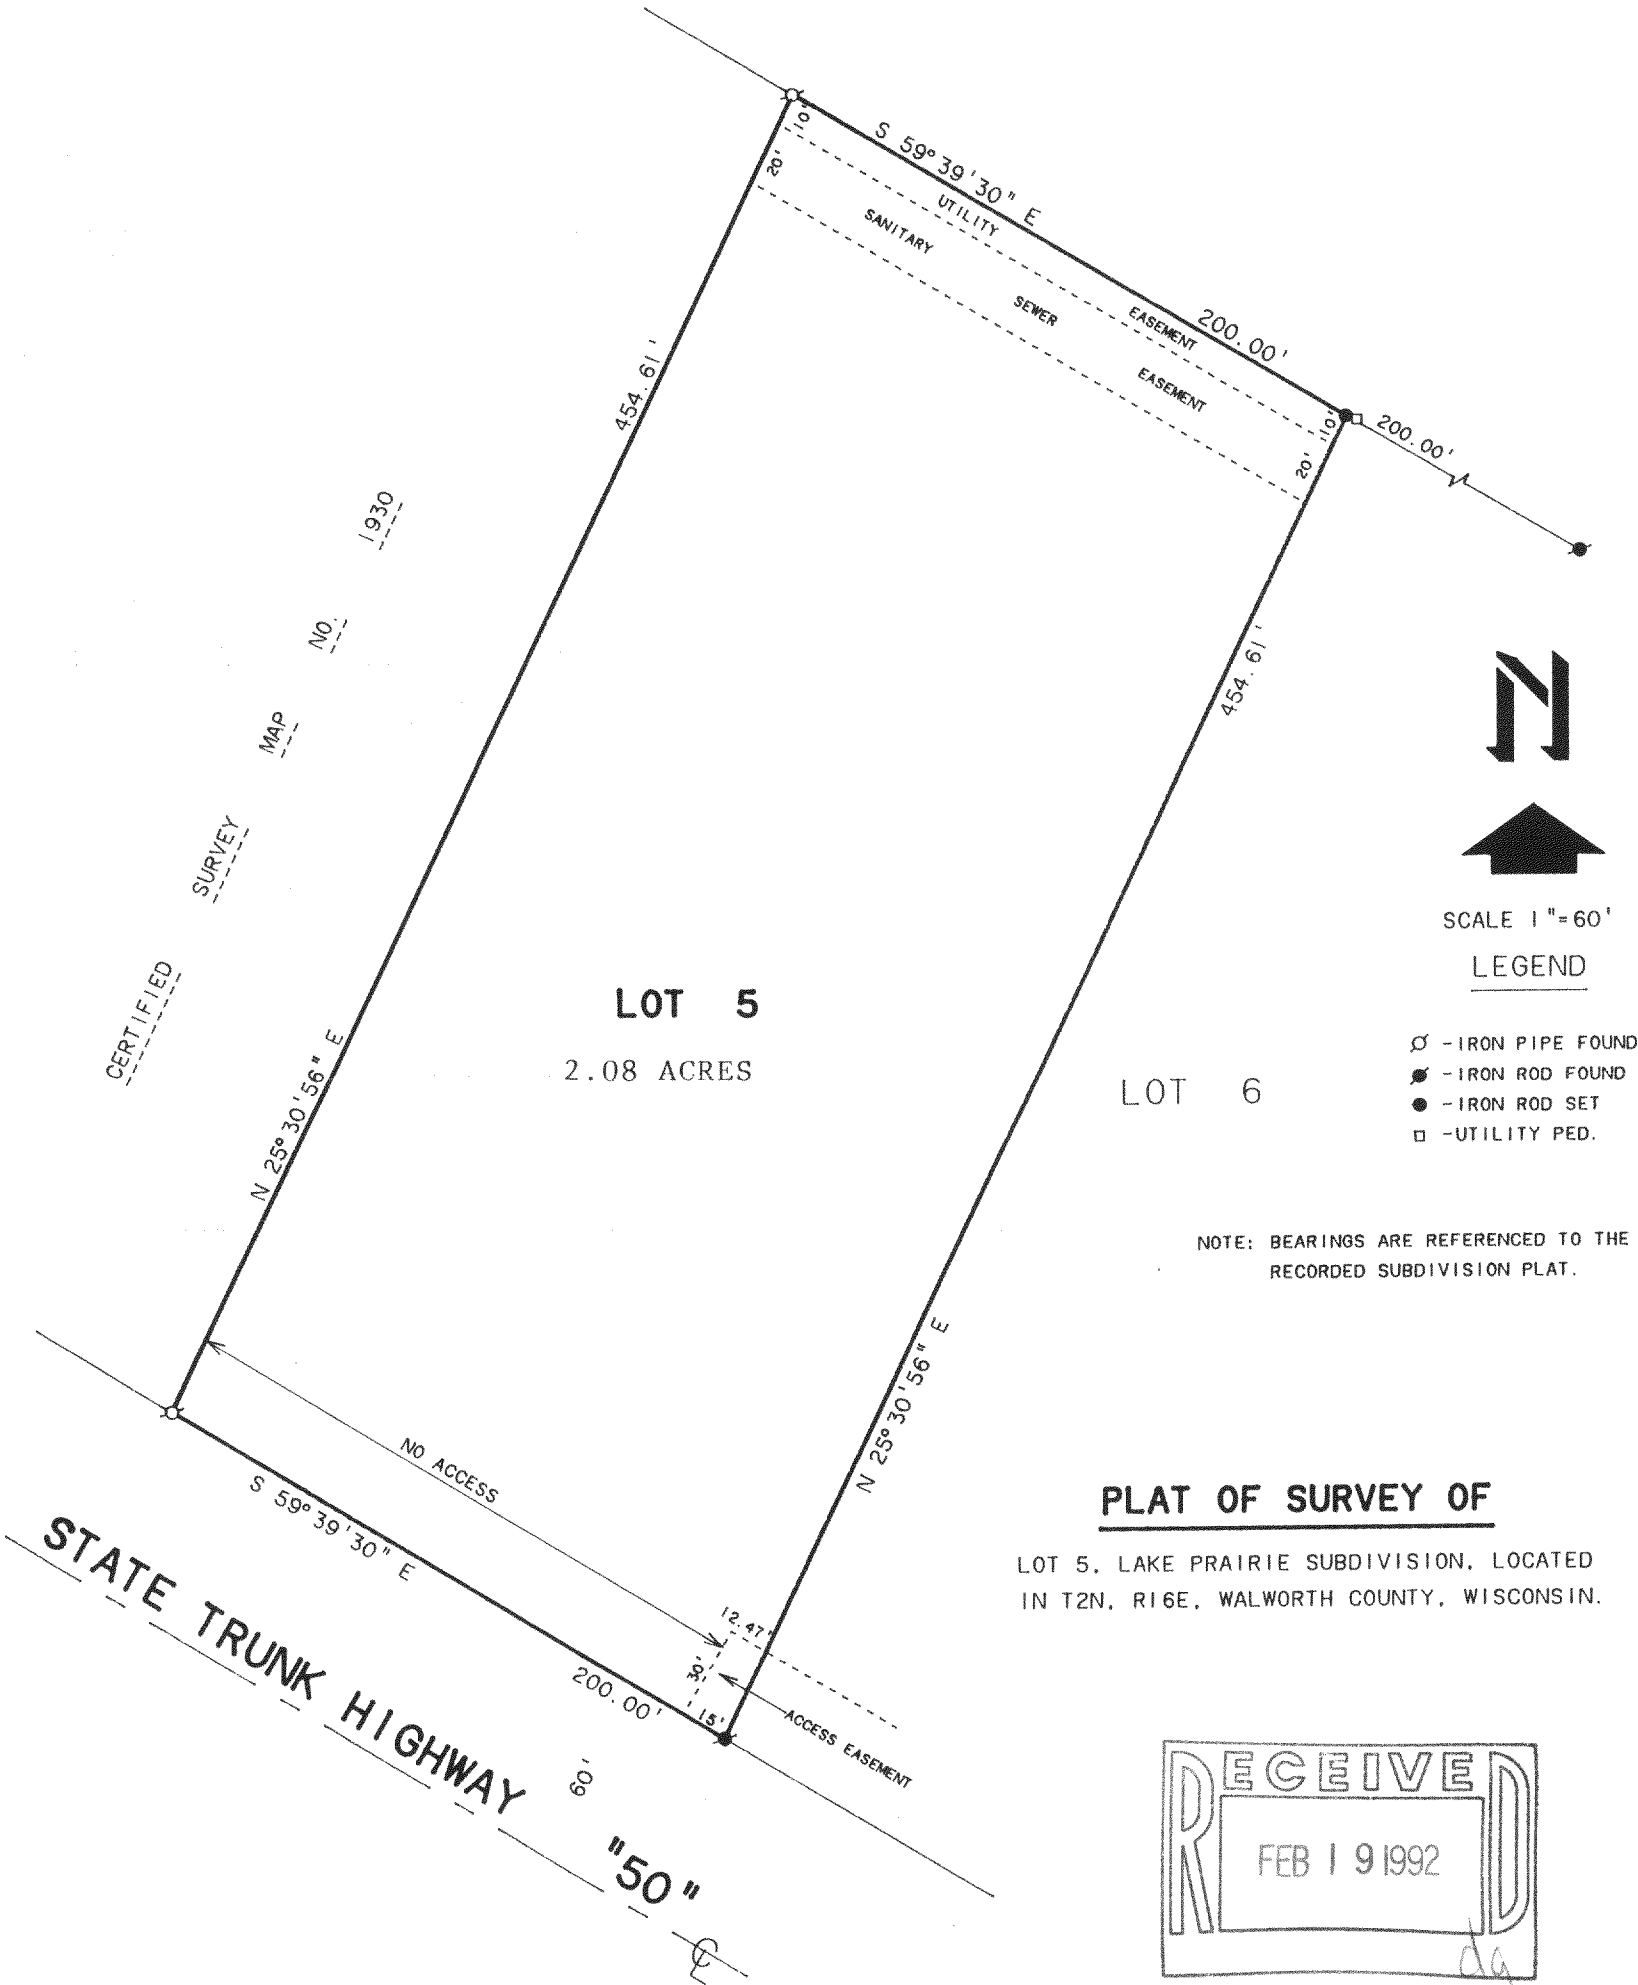 S 59°39'30" E
200.00'
10'
20'
UTILITY EASEMENT
SANITARY SEWER EASEMENT
10'
20'
200.00'
454.61'
454.61'
CERTIFIED SURVEY MAP NO. 1930
N 25°30'56" E
LOT 5
2.08 ACRES
LOT 6
N
SCALE 1"=60'
LEGEND
-IRON PIPE FOUND
-IRON ROD FOUND
-IRON ROD SET
-UTILITY PED.
NOTE: BEARINGS ARE REFERENCED TO THE
RECORDED SUBDIVISION PLAT.
N 25°30'56" E
NO ACCESS
S 59°39'30" E
200.00'
12.47'
30'
15'
ACCESS EASEMENT
STATE TRUNK HIGHWAY "50"
60'
℄
PLAT OF SURVEY OF
LOT 5, LAKE PRAIRIE SUBDIVISION, LOCATED
IN T2N, R16E, WALWORTH COUNTY, WISCONSIN.
RECEIVED
FEB 19 1992